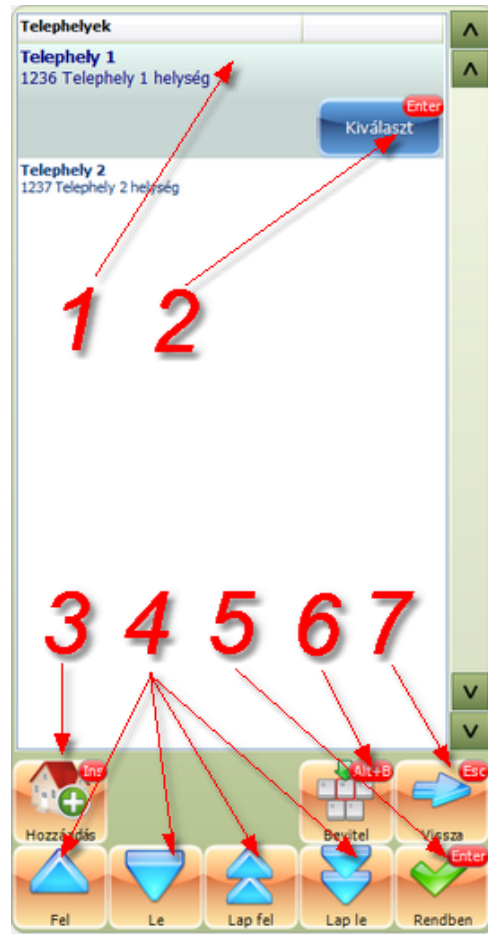 Telephelyek
Telephely 1
1236 Telephely 1 helység
Enter
Kiválaszt
Telephely 2
1237 Telephely 2 helység
1
2
3
4
5
6
7
Ins
Alt+B
Esc
Hozzáadás
Bevitel
Vissza
Enter
Fel
Le
Lap fel
Lap le
Rendben